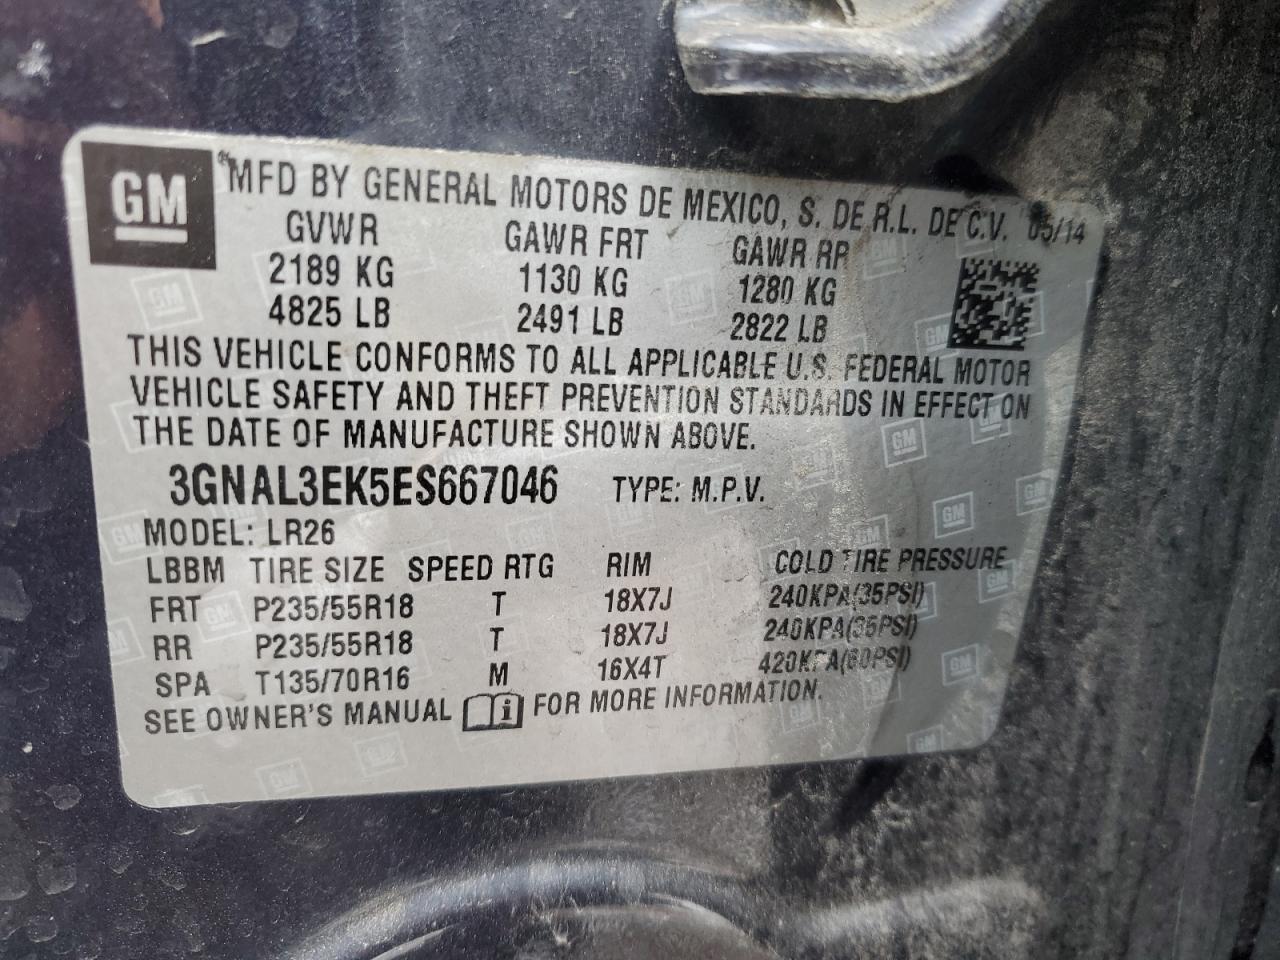 GM
MFD BY GENERAL MOTORS DE MEXICO, S. DE R.L. DE C.V. 05/14
GVWR GAWR FRT GAWR RR
2189 KG 1130 KG 1280 KG
4825 LB 2491 LB 2822 LB
THIS VEHICLE CONFORMS TO ALL APPLICABLE U.S. FEDERAL MOTOR
VEHICLE SAFETY AND THEFT PREVENTION STANDARDS IN EFFECT ON
THE DATE OF MANUFACTURE SHOWN ABOVE.
3GNAL3EK5ES667046 TYPE: M.P.V.
MODEL: LR26
LBBM TIRE SIZE SPEED RTG RIM COLD TIRE PRESSURE
FRT P235/55R18 T 18X7J 240KPA(35PSI)
RR P235/55R18 T 18X7J 240KPA(35PSI)
SPA T135/70R16 M 16X4T 420KPA(60PSI)
SEE OWNER'S MANUAL i FOR MORE INFORMATION.